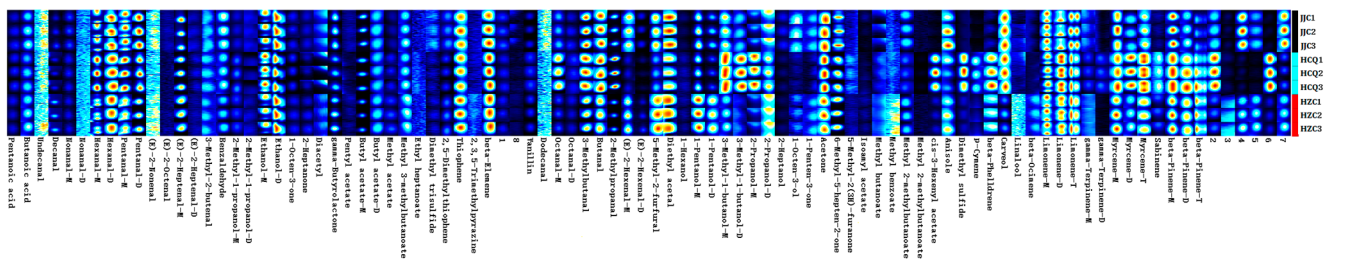 JJC1
JJC2
JJC3
HCQ1
HCQ2
HCQ3
HZC1
HZC2
HZC3
Pentanoic acid
Butanoic acid
Undecanal
Decanal
Nonanal-M
Nonanal-D
Hexanal-M
Hexanal-D
Pentanal-M
Pentanal-D
(E)-2-Nonenal
(E)-2-Octenal
(E)-2-Heptenal-M
(E)-2-Heptenal-D
3-Methyl-2-butenal
Benzaldehyde
2-Methyl-1-propanol-M
2-Methyl-1-propanol-D
Ethanol-M
Ethanol-D
1-Octen-3-one
2-Heptanone
Diacetyl
gamma-Butyrolactone
Pentyl acetate
Butyl acetate-M
Butyl acetate-D
Methyl acetate
Methyl 3-methylbutanoate
Ethyl heptanoate
Dimethyl trisulfide
2,5-Dimethylthiophene
Thiophene
2,3,5-Trimethylpyrazine
beta-Elemene
1
8
Vanillin
Dodecanal
Octanal-M
Octanal-D
3-Methylbutanal
Butanal
2-Methylpropanal
(E)-2-Hexenal-M
(E)-2-Hexenal-D
5-Methyl-2-furfural
Diethyl acetal
1-Hexanol
1-Pentanol-M
1-Pentanol-D
3-Methyl-1-butanol-M
3-Methyl-1-butanol-D
2-Propanol-M
2-Propanol-D
2-Heptanol
1-Octen-3-ol
1-Penten-3-one
Acetone
6-Methyl-5-hepten-2-one
5-Methyl-2(3H)-furanone
Isoamyl acetate
Methyl butanoate
Methyl benzoate
Methyl 2-methylbutanoate
Methyl 2-methylbutanoate
cis-3-Hexenyl acetate
Anisole
Dimethyl sulfide
p-Cymene
beta-Phelldrene
Carveol
Linalool
beta-Ocimene
Limonene-M
Limonene-D
Limonene-T
gamma-Terpinene-M
gamma-Terpinene-D
Myrcene-M
Myrcene-D
Myrcene-T
Sabinene
beta-Pinene-M
beta-Pinene-D
beta-Pinene-T
2
3
4
5
6
7